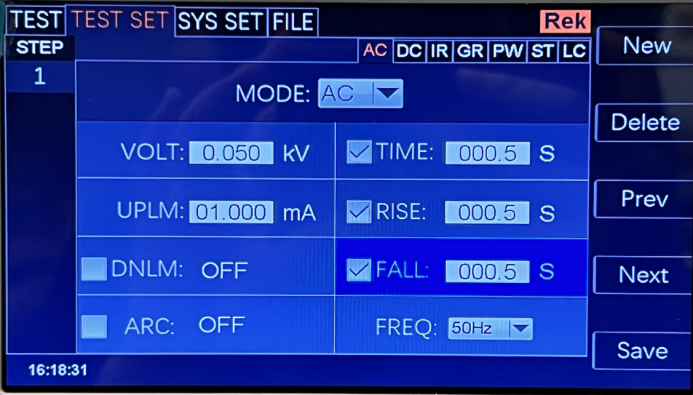 TEST TEST SET SYS SET FILE Rek
STEP AC DC IR GR PW ST LC
1
MODE: AC
VOLT: 0.050 kV TIME: 000.5 S
UPLM: 01.000 mA RISE: 000.5 S
DNLM: OFF FALL: 000.5 S
ARC: OFF FREQ: 50Hz
16:18:31
New
Delete
Prev
Next
Save